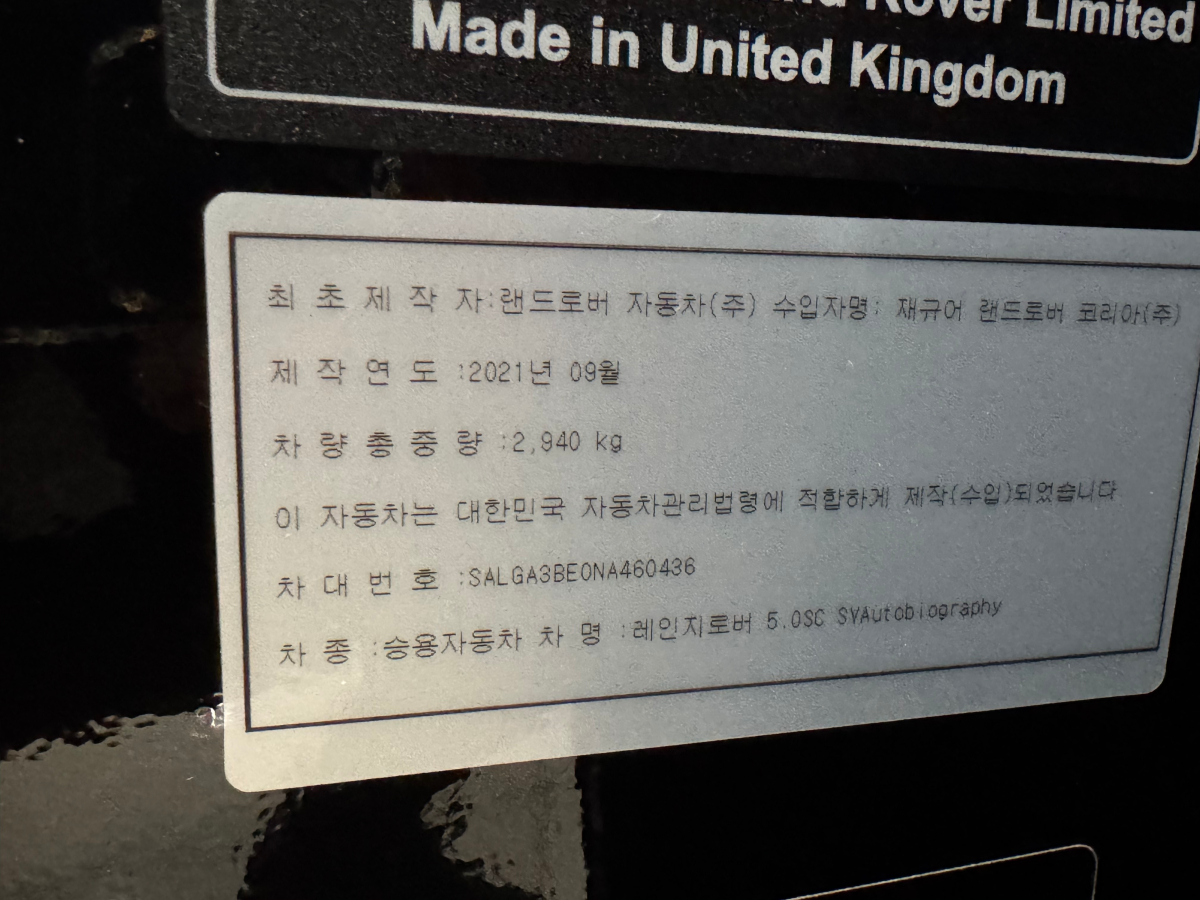 Rover Limited
Made in United Kingdom
최 초 제 작 자:랜드로버 자동차(주) 수입자명: 재규어 랜드로버 코리아(주)
제 작 연 도 :2021년 09월
차 량 총 중 량 :2,940 kg
이 자동차는 대한민국 자동차관리법령에 적합하게 제작(수입)되었습니다
차 대 번 호 :SALGA3BE0NA460436
차 종 :승용자동차 차 명 :레인지로버 5.0SC SVAutobiography